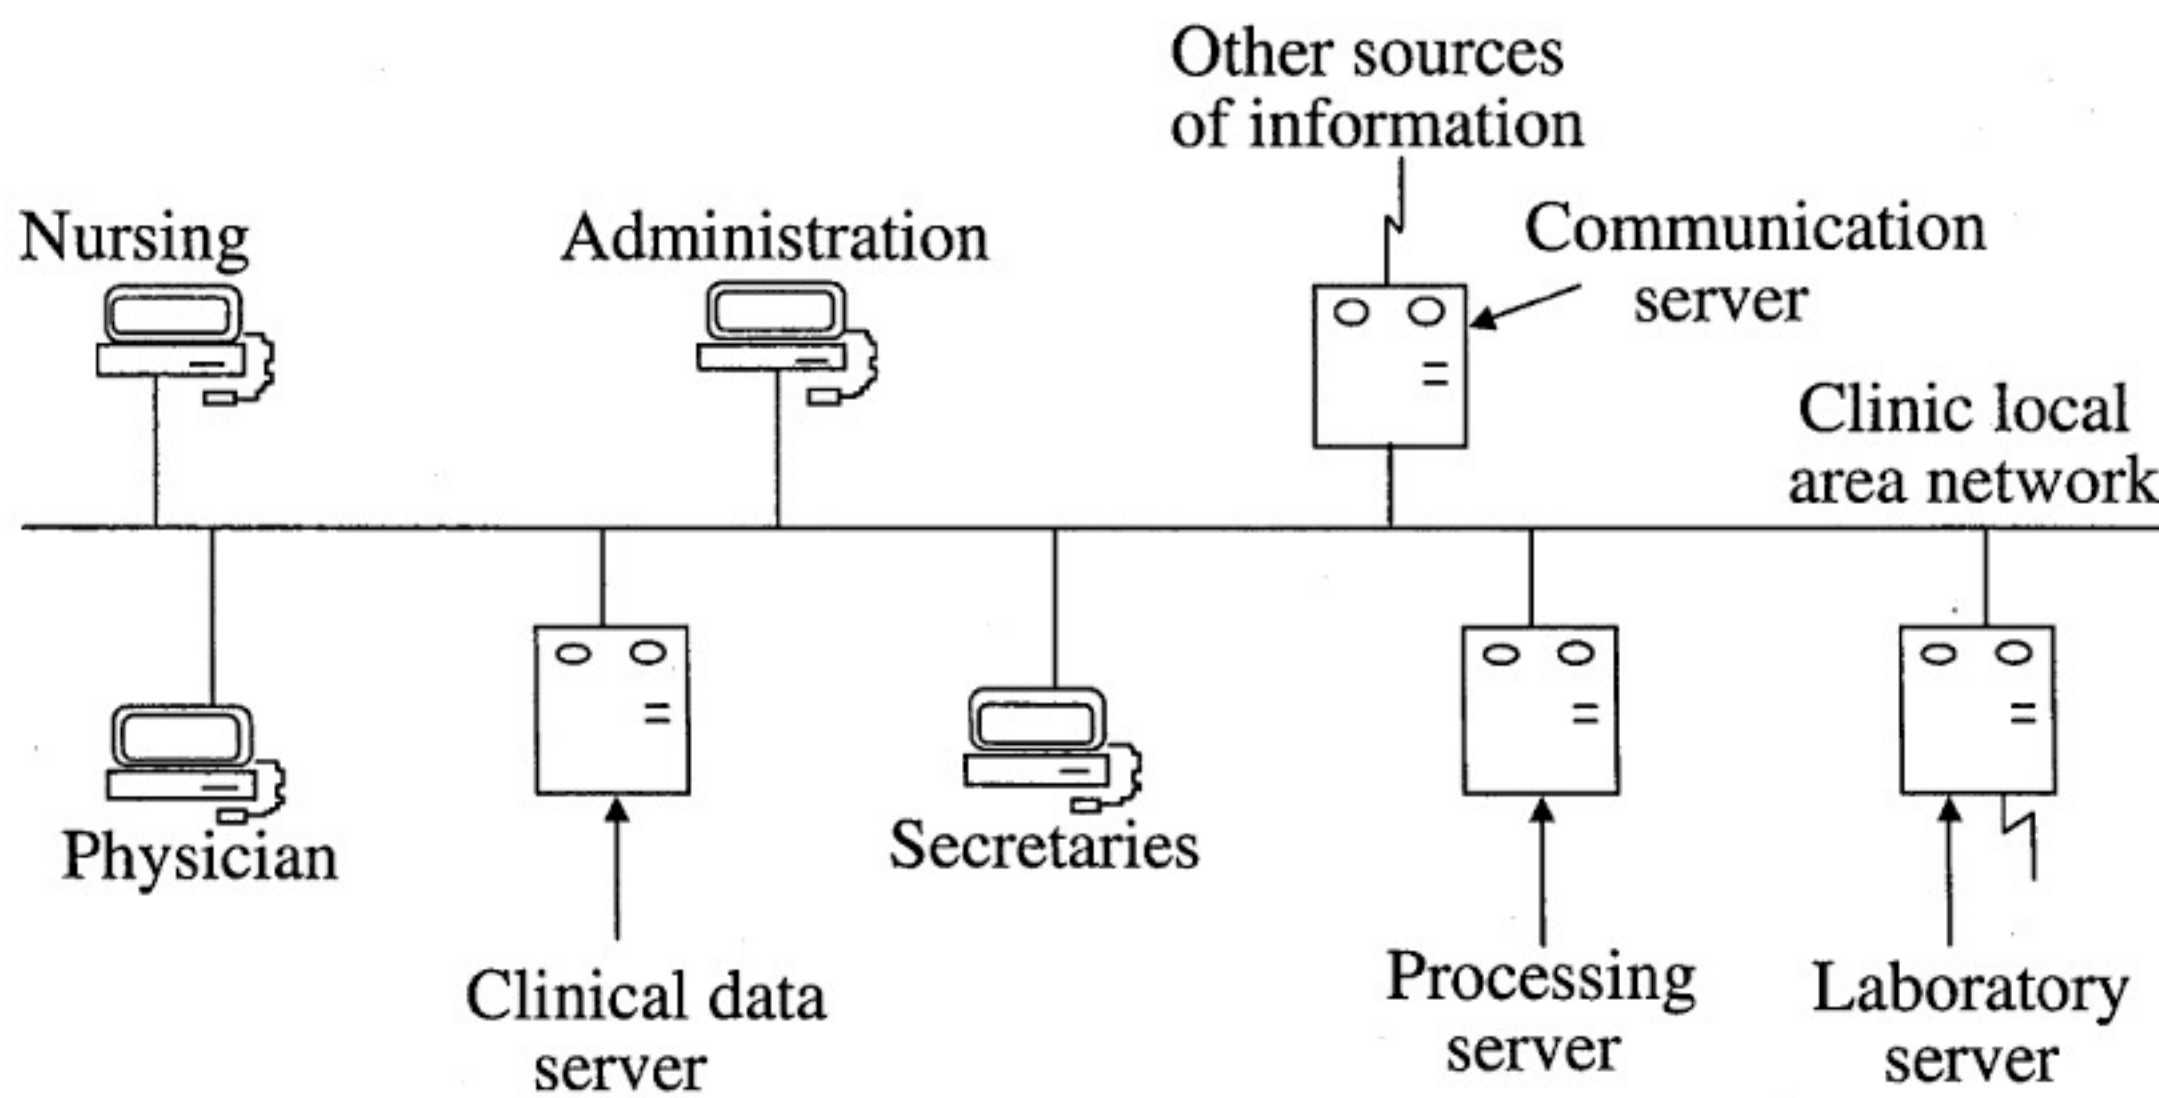 Other sources
of information
Nursing
Administration
Communication
server
Clinic local
area network
Physician
Secretaries
Clinical data
server
Processing
server
Laboratory
server